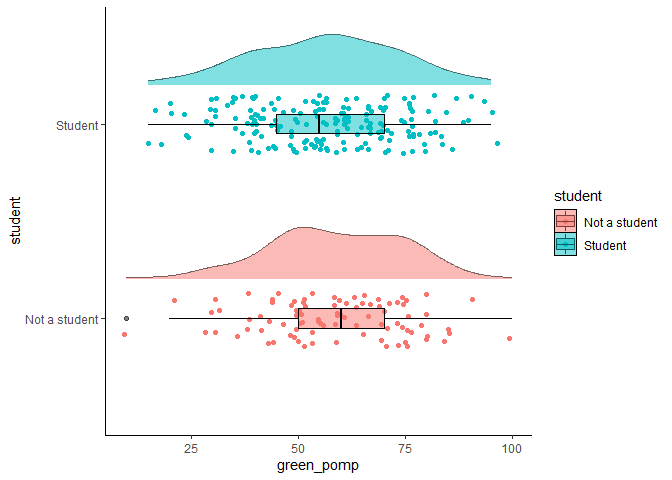 Student
Not a student
student
25
50
75
100
green_pomp
student
Not a student
Student